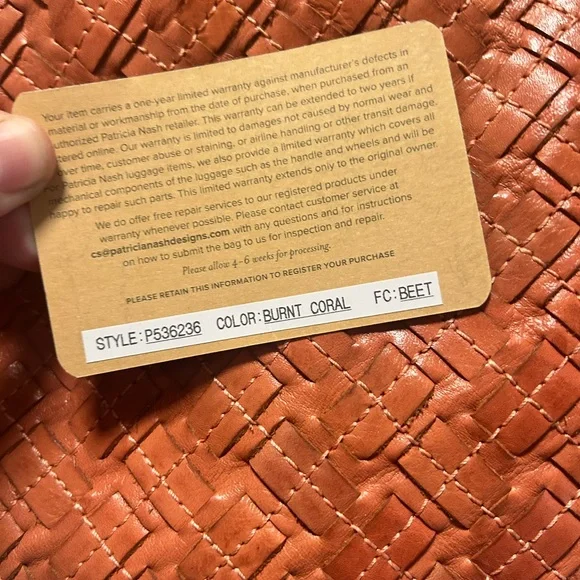 Your item carries a one-year limited warranty against manufacturer's defects in
material or workmanship from the date of purchase, when purchased from an
authorized Patricia Nash retailer. This warranty can be extended to two years if
tered online. Our warranty is limited to damages not caused by normal wear and
over time, customer abuse or staining, or airline handling or other transit damage.
For Patricia Nash luggage items, we also provide a limited warranty which covers all
mechanical components of the luggage such as the handle and wheels and will be
happy to repair such parts. This limited warranty extends only to the original owner.
We do offer free repair services to our registered products under
warranty whenever possible. Please contact customer service at
cs@patricianashdesigns.com with any questions and for instructions
on how to submit the bag to us for inspection and repair.
Please allow 4-6 weeks for processing.
PLEASE RETAIN THIS INFORMATION TO REGISTER YOUR PURCHASE
STYLE:P536236 COLOR:BURNT CORAL FC:BEET